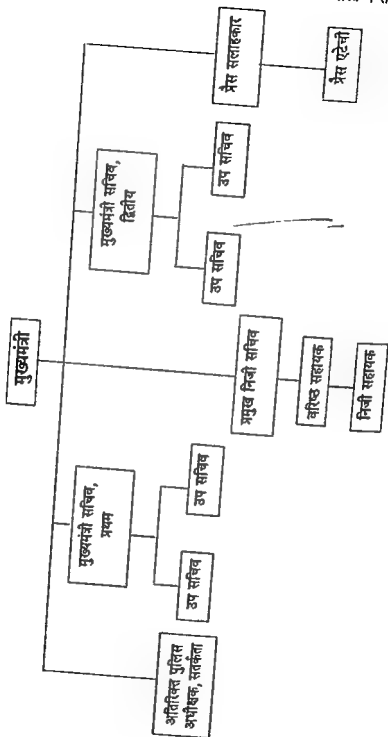 मुख्यमंत्री
अतिरिक्त पुलिस
अधीक्षक, सतर्कता
मुख्यमंत्री सचिव,
प्रथम
उप सचिव
उप सचिव
प्रमुख निजी सचिव
वरिष्ठ सहायक
निजी सहायक
मुख्यमंत्री सचिव,
द्वितीय
उप सचिव
उप सचिव
प्रैस सलाहकार
प्रैस एटेची